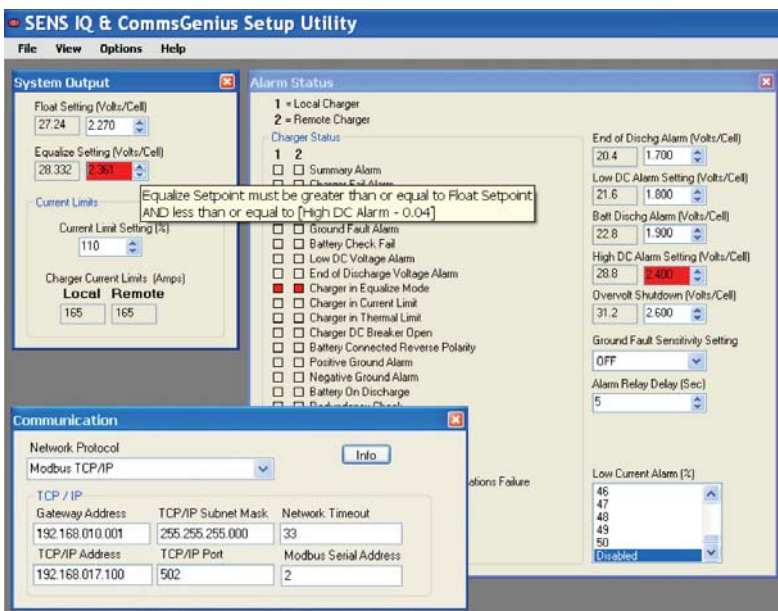 SENS IQ & CommsGenius Setup Utility
File View Options Help
System Output
Float Setting (Volts/Cell)
27.24 2.270
Equalize Setting (Volts/Cell)
28.332 2.361
Current Limits
Current Limit Setting (%)
110
Charger Current Limits (Amps)
Local Remote
165 165
Alarm Status
1 = Local Charger
2 = Remote Charger
Charger Status
1 2
Summary Alarm
Charger Fail Alarm
Equalize Setpoint must be greater than or equal to Float Setpoint
AND less than or equal to [High DC Alarm - 0.04]
Ground Fault Alarm
Battery Check Fail
Low DC Voltage Alarm
End of Discharge Voltage Alarm
Charger in Equalize Mode
Charger in Current Limit
Charger in Thermal Limit
Charger DC Breaker Open
Battery Connected Reverse Polarity
Positive Ground Alarm
Negative Ground Alarm
Battery On Discharge
Redundancy Check
ations Failure
End of Dischg Alarm (Volts/Cell)
20.4 1.700
Low DC Alarm Setting (Volts/Cell)
21.6 1.800
Batt Dischg Alarm (Volts/Cell)
22.8 1.900
High DC Alarm Setting (Volts/Cell)
28.8 2.400
Overvolt Shutdown (Volts/Cell)
31.2 2.600
Ground Fault Sensitivity Setting
OFF
Alarm Relay Delay (Sec)
5
Low Current Alarm (%)
46
47
48
49
50
Disabled
Communication
Network Protocol
Modbus TCP/IP
Info
TCP / IP
Gateway Address TCP/IP Subnet Mask Network Timeout
192.168.010.001 255.255.255.000 33
TCP/IP Address TCP/IP Port Modbus Serial Address
192.168.017.100 502 2